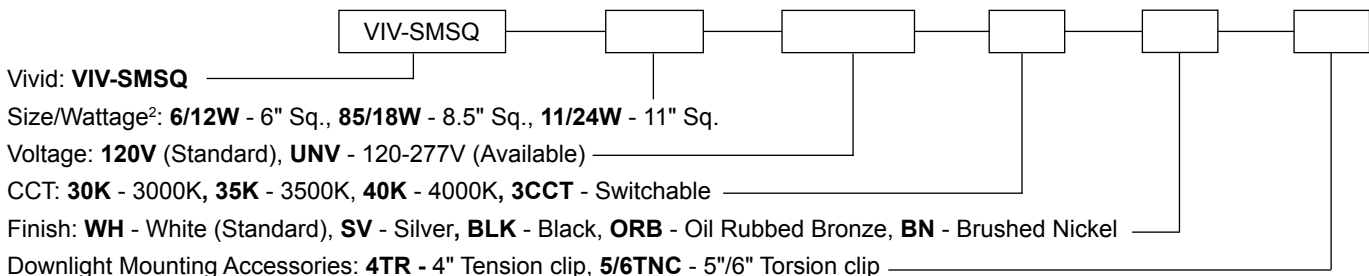 VIV-SMSQ
Vivid: VIV-SMSQ
Size/Wattage²: 6/12W - 6" Sq., 85/18W - 8.5" Sq., 11/24W - 11" Sq.
Voltage: 120V (Standard), UNV - 120-277V (Available)
CCT: 30K - 3000K, 35K - 3500K, 40K - 4000K, 3CCT - Switchable
Finish: WH - White (Standard), SV - Silver, BLK - Black, ORB - Oil Rubbed Bronze, BN - Brushed Nickel
Downlight Mounting Accessories: 4TR - 4" Tension clip, 5/6TNC - 5"/6" Torsion clip